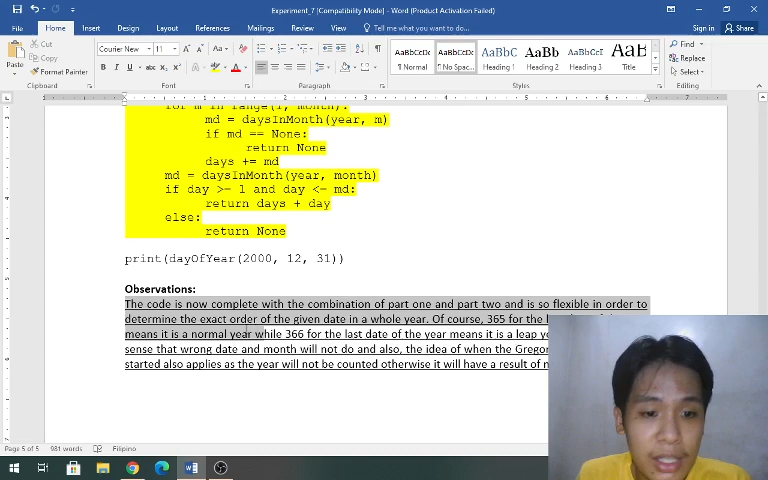 Experiment_7 [Compatibility Mode] - Word (Product Activation Failed)
File Home Insert Draw Design Layout References Mailings Review View Tell me what you want to do... Sign in Share
Cut
Copy
Format Painter
Paste
Clipboard
Courier New 11
Font
Paragraph
AaBbCcDc AaBbCcDc AaBbC AaBb AaBbCcI AaB
¶ Normal ¶ No Spac... Heading 1 Heading 2 Heading 3 Title
Styles
Find
Replace
Select
Editing
for m in range(1, month):
md = daysInMonth(year, m)
if md == None:
return None
days += md
md = daysInMonth(year, month)
if day >= 1 and day <= md:
return days + day
else:
return None
print(dayOfYear(2000, 12, 31))
Observations:
The code is now complete with the combination of part one and part two and is so flexible in order to
determine the exact order of the given date in a whole year. Of course, 365 for the
means it is a normal year while 366 for the last date of the year means it is a leap
sense that wrong date and month will not do and also, the idea of when the
started also applies as the year will not be counted otherwise it will have a result of
Page 5 of 5 981 words Filipino